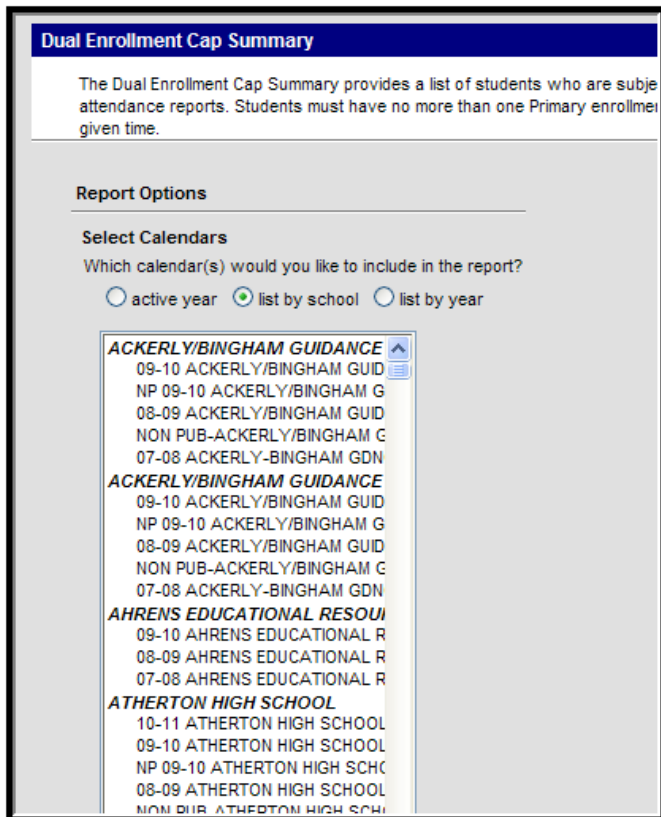 Dual Enrollment Cap Summary
The Dual Enrollment Cap Summary provides a list of students who are subje
attendance reports. Students must have no more than one Primary enrollmer
given time.
Report Options
Select Calendars
Which calendar(s) would you like to include in the report?
active year list by school list by year
ACKERLY/BINGHAM GUIDANCE
09-10 ACKERLY/BINGHAM GUID
NP 09-10 ACKERLY/BINGHAM G
08-09 ACKERLY/BINGHAM GUID
NON PUB-ACKERLY/BINGHAM G
07-08 ACKERLY-BINGHAM GDN
ACKERLY/BINGHAM GUIDANCE
09-10 ACKERLY/BINGHAM GUID
NP 09-10 ACKERLY/BINGHAM G
08-09 ACKERLY/BINGHAM GUID
NON PUB-ACKERLY/BINGHAM G
07-08 ACKERLY-BINGHAM GDN
AHRENS EDUCATIONAL RESOU
09-10 AHRENS EDUCATIONAL R
08-09 AHRENS EDUCATIONAL R
07-08 AHRENS EDUCATIONAL R
ATHERTON HIGH SCHOOL
10-11 ATHERTON HIGH SCHOOL
09-10 ATHERTON HIGH SCHOOL
NP 09-10 ATHERTON HIGH SCHO
08-09 ATHERTON HIGH SCHOOL
NON PUB-ATHERTON HIGH SCH